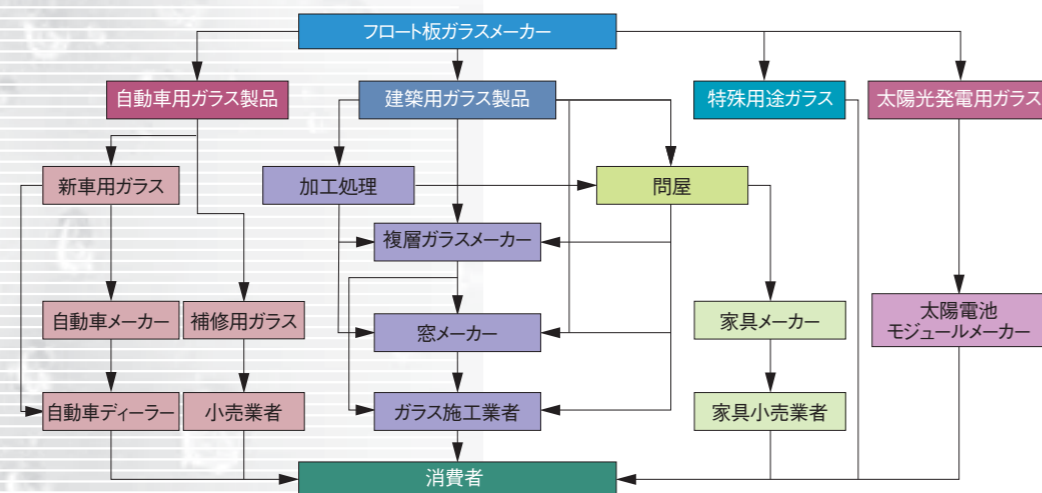 フロート板ガラスメーカー
自動車用ガラス製品
建築用ガラス製品
特殊用途ガラス
太陽光発電用ガラス
新車用ガラス
加工処理
問屋
複層ガラスメーカー
自動車メーカー
補修用ガラス
窓メーカー
家具メーカー
太陽電池
モジュールメーカー
自動車ディーラー
小売業者
ガラス施工業者
家具小売業者
消費者